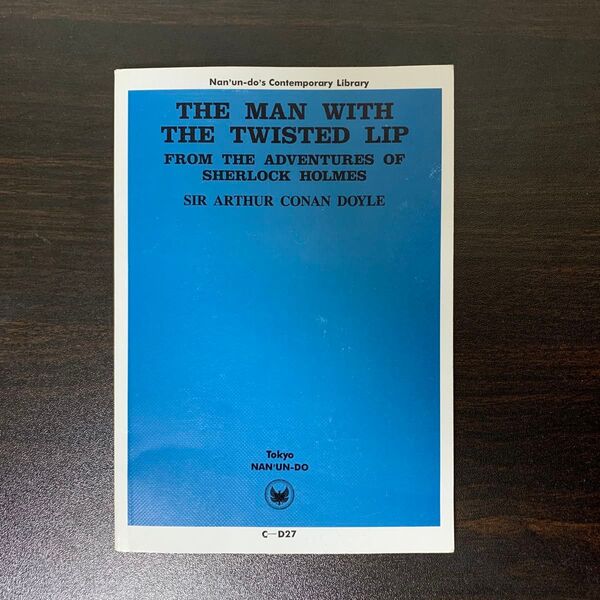 Nan'un-do's Contemporary Library
THE MAN WITH
THE TWISTED LIP
FROM THE ADVENTURES OF
SHERLOCK HOLMES
SIR ARTHUR CONAN DOYLE
Tokyo
NAN'UN-DO
C—D27